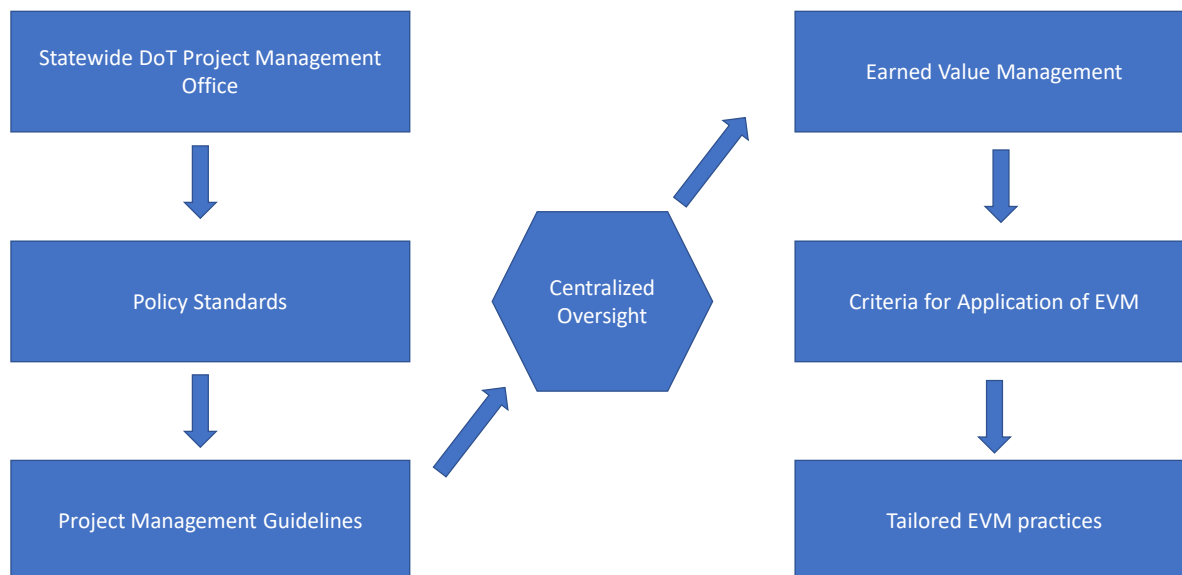 Statewide DoT Project Management
Office
Policy Standards
Project Management Guidelines
Centralized
Oversight
Earned Value Management
Criteria for Application of EVM
Tailored EVM practices